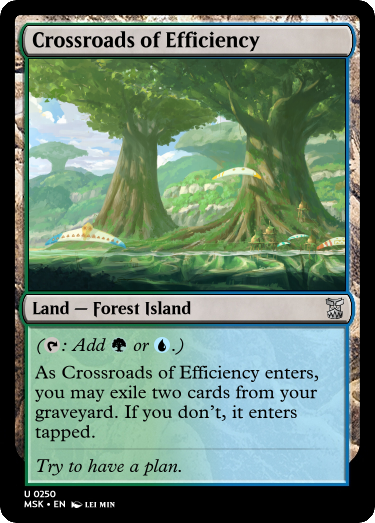 Crossroads of Efficiency
Land — Forest Island
(: Add or .)
As Crossroads of Efficiency enters,
you may exile two cards from your
graveyard. If you don't, it enters
tapped.
Try to have a plan.
U 0250
MSK • EN LEI MIN